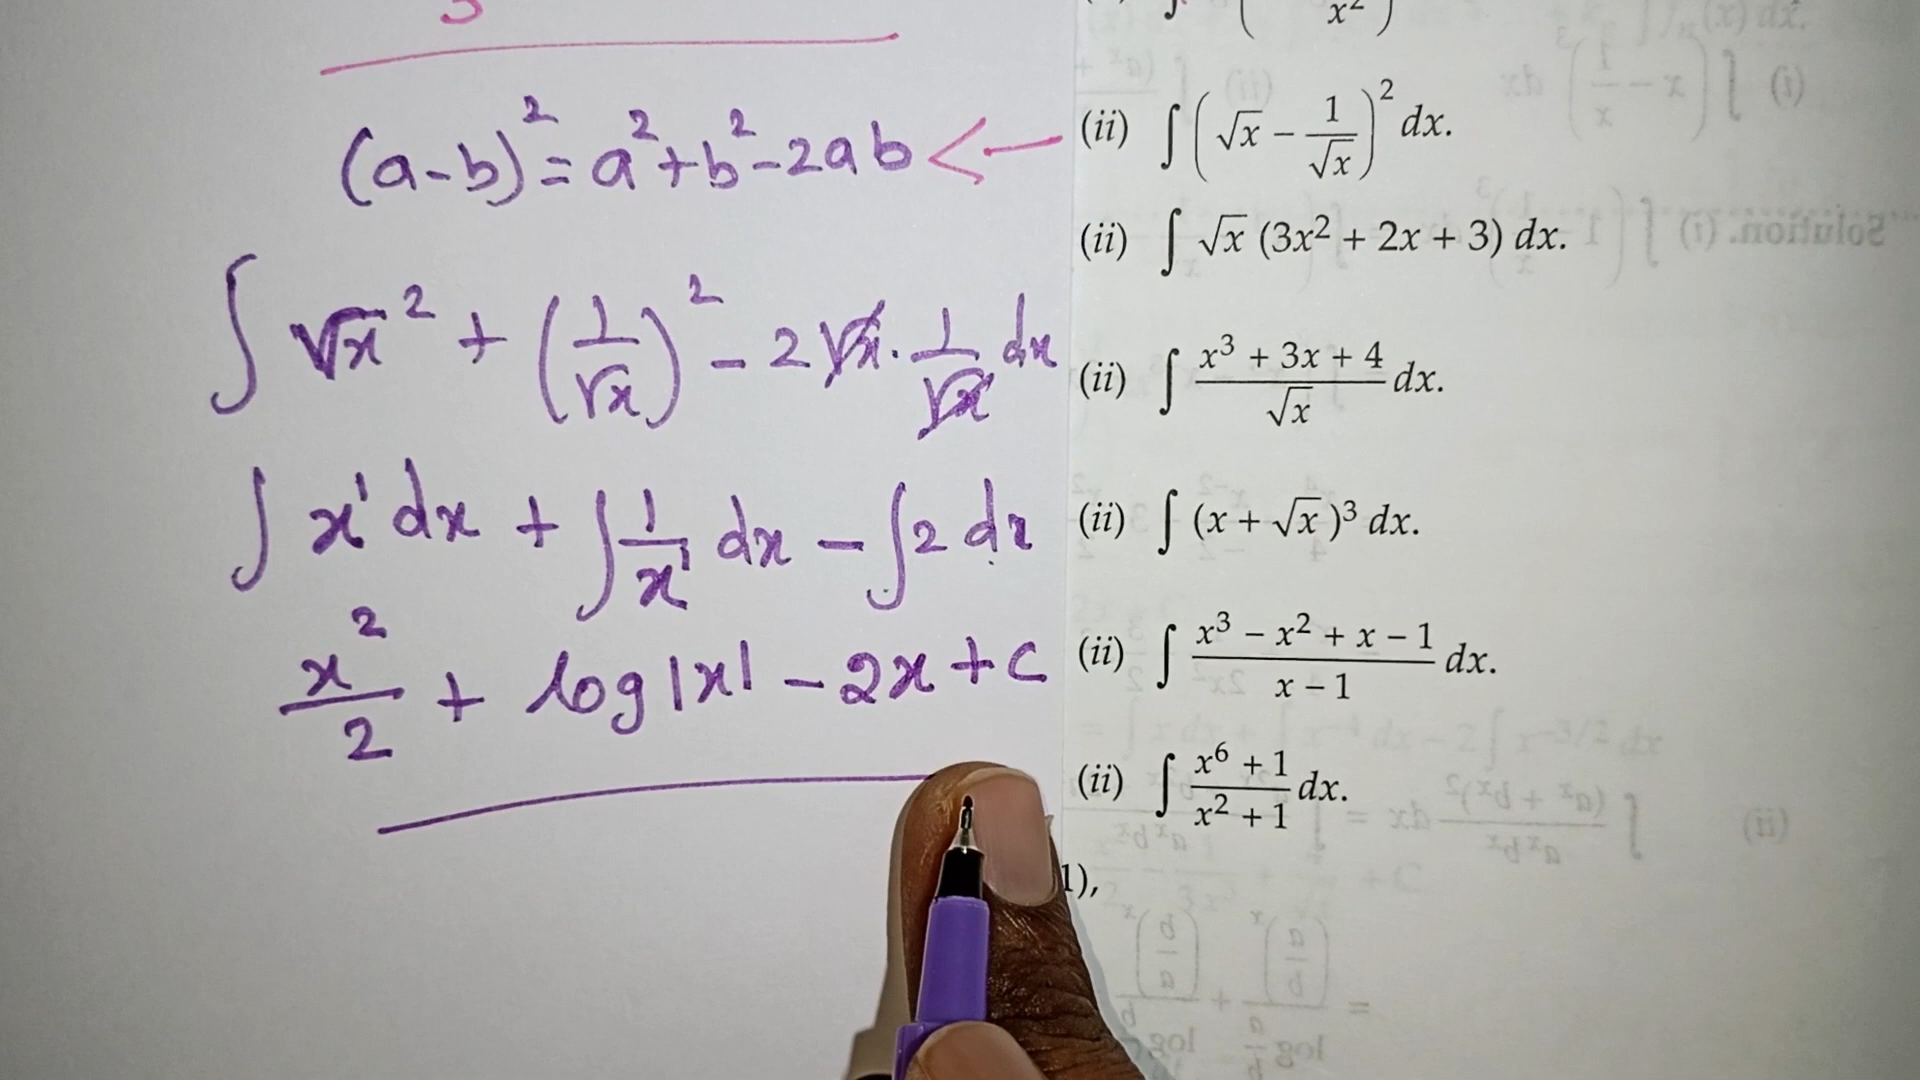 (a-b)² = a² + b² - 2ab
∫ √x² + (1/√x)² - 2√x · 1/√x dx
∫ x¹ dx + ∫ 1/x¹ dx - ∫ 2 dx
x²/2 + log|x| - 2x + c
(ii) ∫ (√x − 1/√x)² dx.
(ii) ∫ √x (3x² + 2x + 3) dx.
(ii) ∫ (x³ + 3x + 4)/√x dx.
(ii) ∫ (x + √x)³ dx.
(ii) ∫ (x³ − x² + x − 1)/(x − 1) dx.
(ii) ∫ (x⁶ + 1)/(x² + 1) dx.
1),